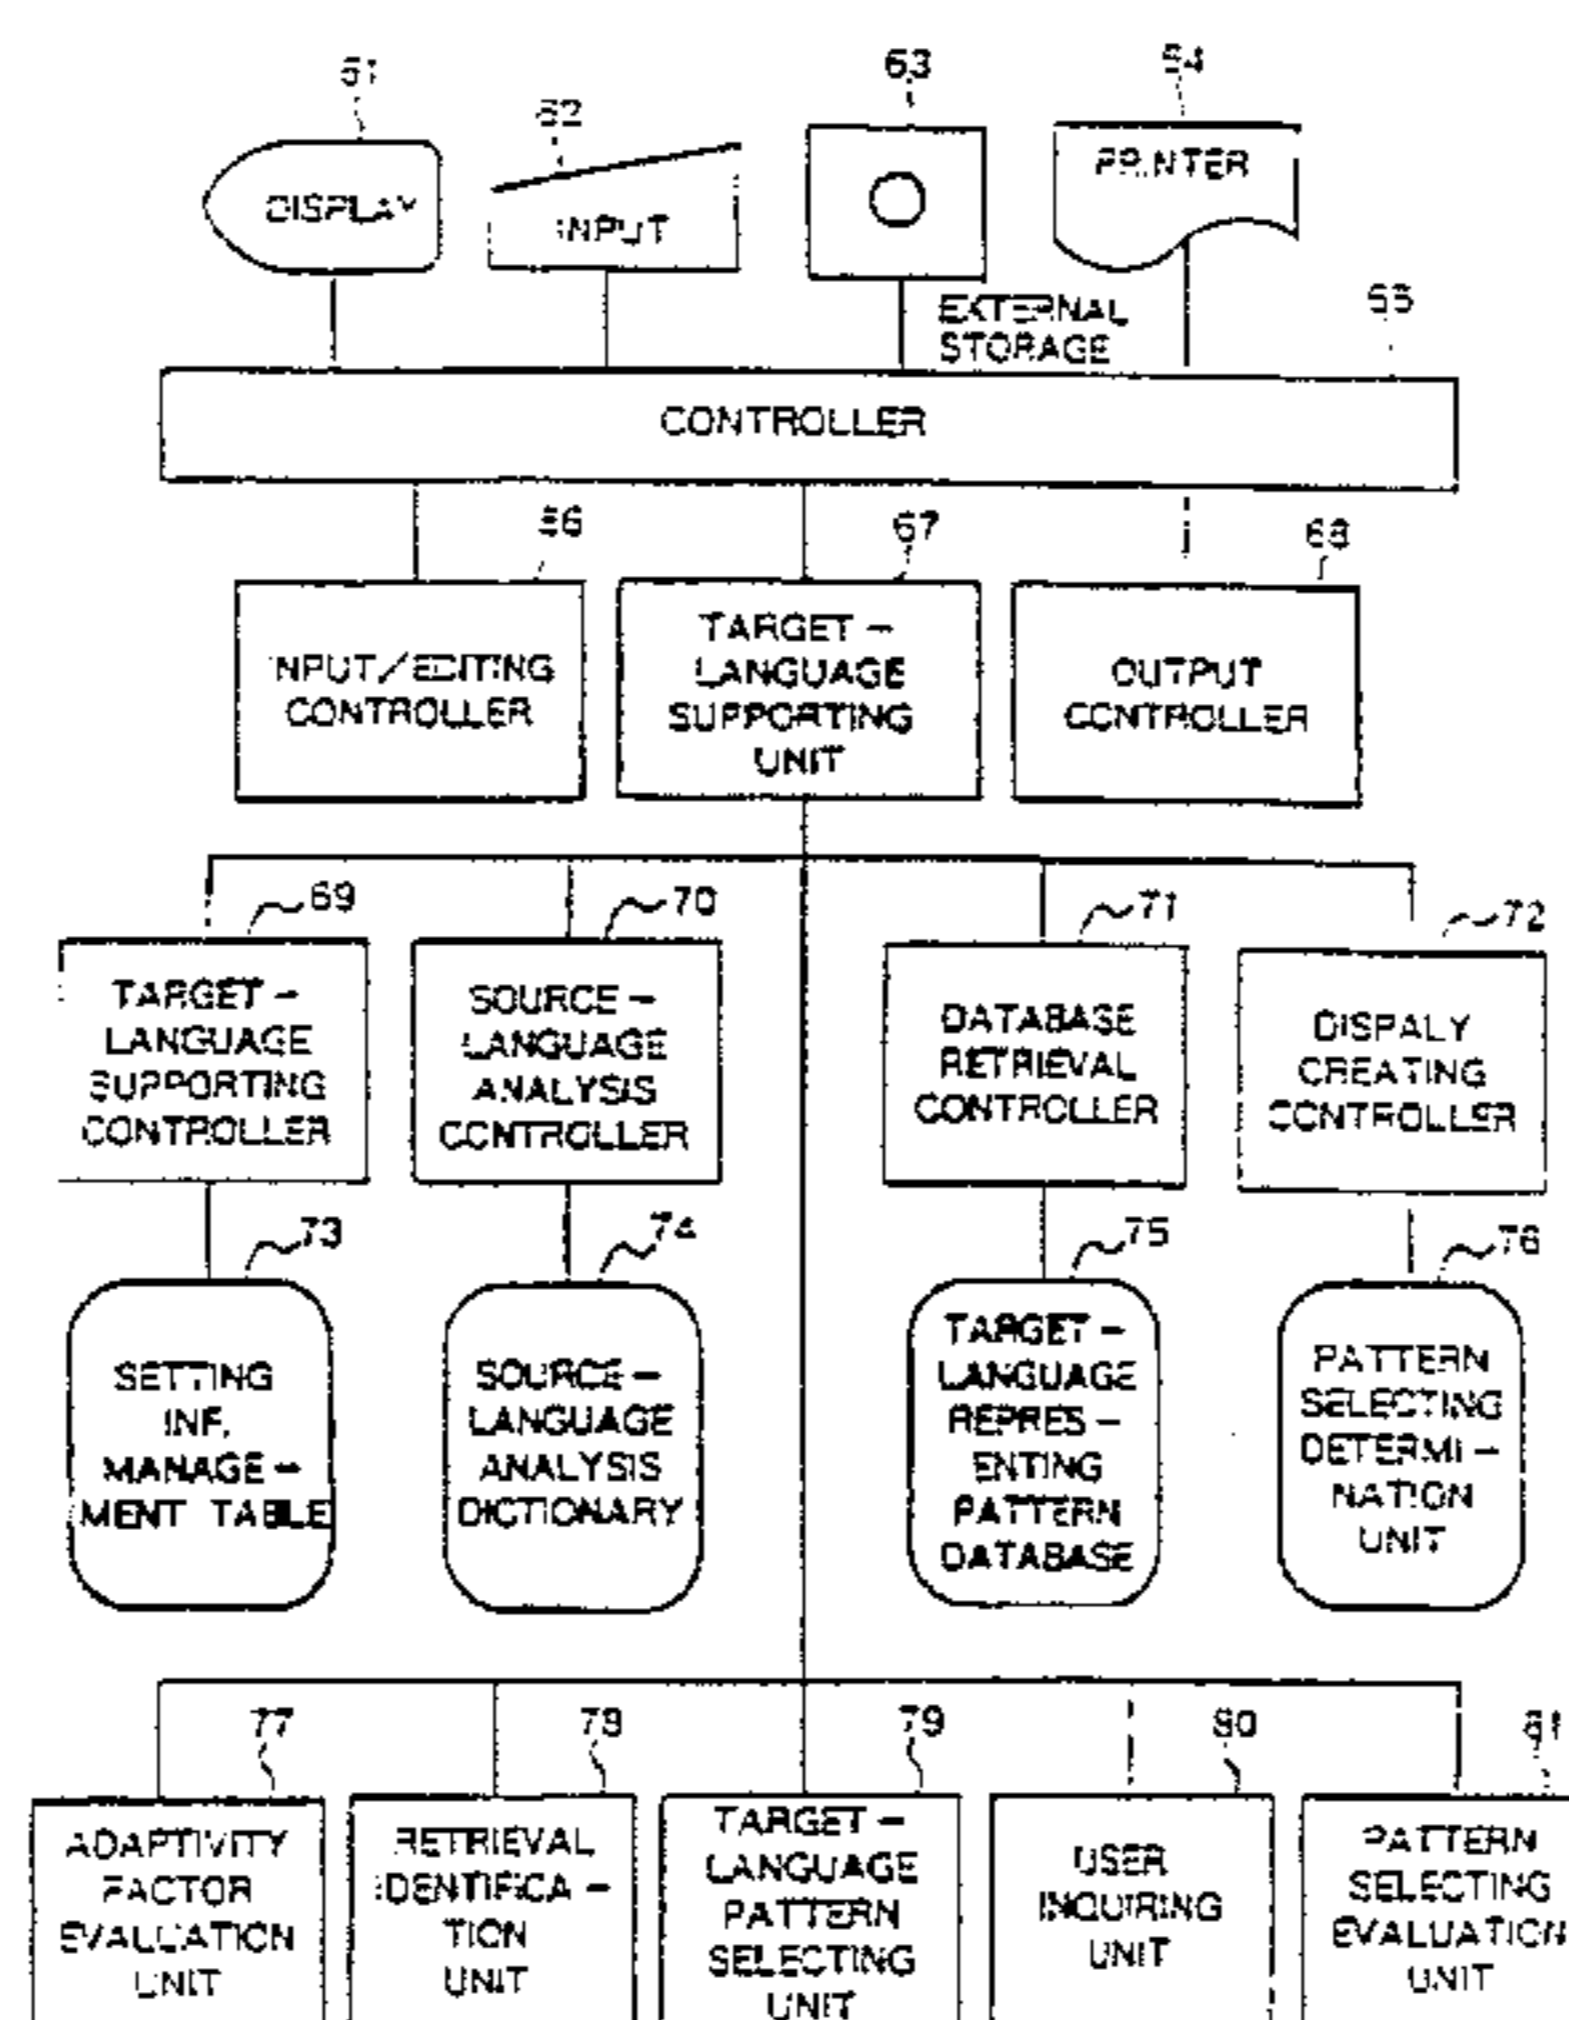 61
62
63
64
DISPLAY
INPUT
PRINTER
EXTERNAL
STORAGE
65
CONTROLLER
66
67
68
INPUT/EDITING
CONTROLLER
TARGET-
LANGUAGE
SUPPORTING
UNIT
OUTPUT
CONTROLLER
69
70
71
72
TARGET-
LANGUAGE
SUPPORTING
CONTROLLER
SOURCE-
LANGUAGE
ANALYSIS
CONTROLLER
DATABASE
RETRIEVAL
CONTROLLER
DISPALY
CREATING
CONTROLLER
73
74
75
76
SETTING
INF.
MANAGE-
MENT TABLE
SOURCE-
LANGUAGE
ANALYSIS
DICTIONARY
TARGET-
LANGUAGE
REPRES-
ENTING
PATTERN
DATABASE
PATTERN
SELECTING
DETERMI-
NATION
UNIT
77
78
79
80
81
ADAPTIVITY
FACTOR
EVALUATION
UNIT
RETRIEVAL
IDENTIFICA-
TION
UNIT
TARGET-
LANGUAGE
PATTERN
SELECTING
UNIT
USER
INQUIRING
UNIT
PATTERN
SELECTING
EVALUATION
UNIT